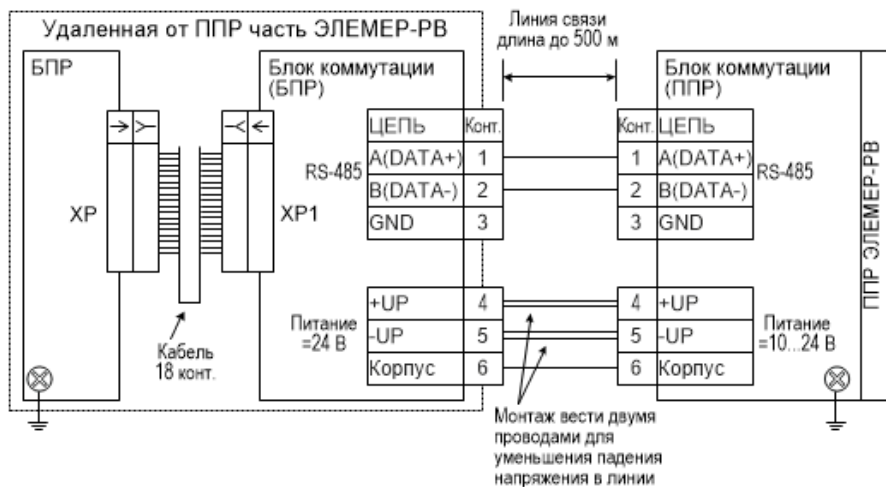 Удаленная от ППР часть ЭЛЕМЕР-РВ
Линия связи
длина до 500 м
БПР
Блок коммутации
(БПР)
Блок коммутации
(ППР)
ЦЕПЬ Конт.
A(DATA+) 1
B(DATA-) 2
GND 3
RS-485
Конт. ЦЕПЬ
1 A(DATA+)
2 B(DATA-)
3 GND
RS-485
XP
XP1
ППР ЭЛЕМЕР-РВ
Кабель
18 конт.
Питание
=24 В
+UP 4
-UP 5
Корпус 6
4 +UP
5 -UP
6 Корпус
Питание
=10...24 В
Монтаж вести двумя
проводами для
уменьшения падения
напряжения в линии